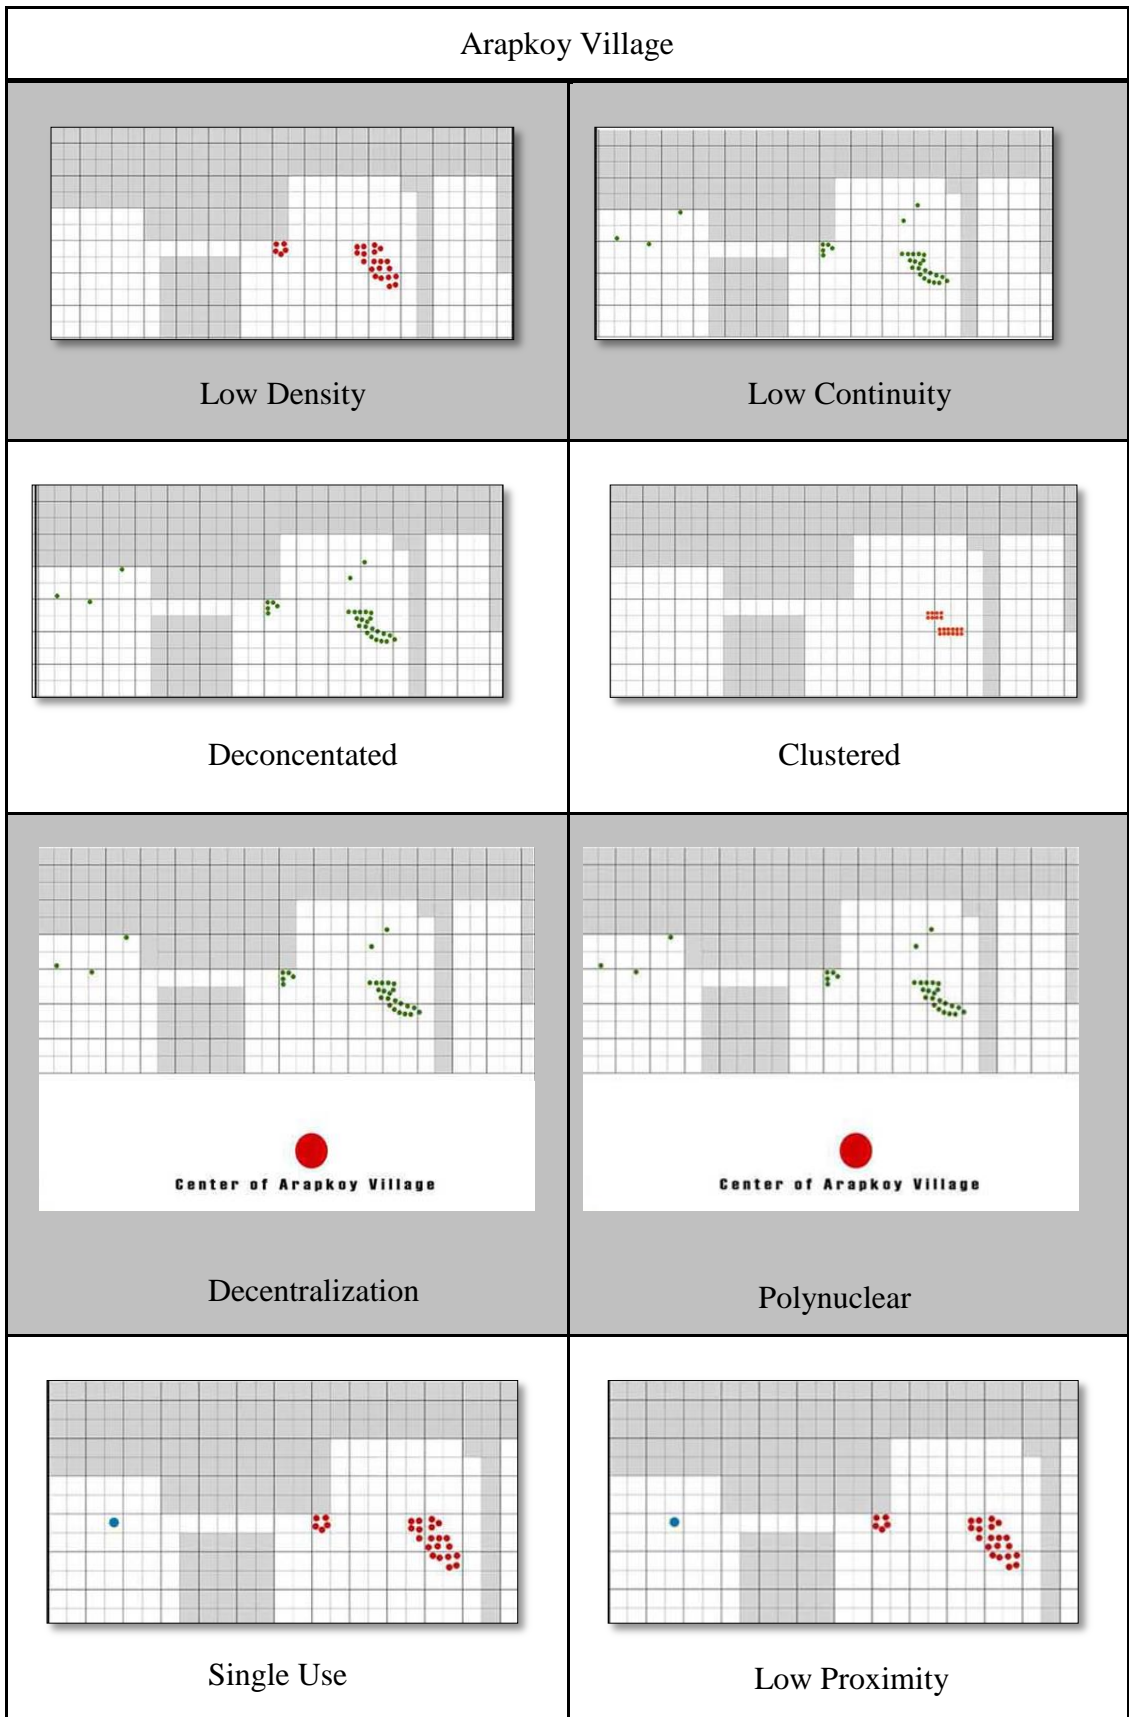 Arapkoy Village
Low Density
Low Continuity
Deconcentated
Clustered
Center of Arapkoy Village
Center of Arapkoy Village
Decentralization
Polynuclear
Single Use
Low Proximity